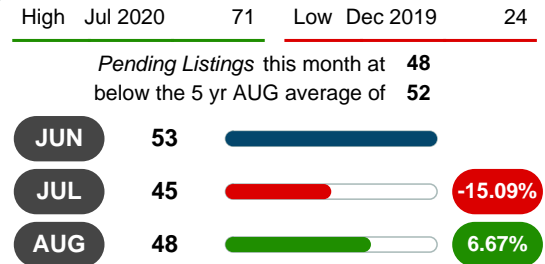 High Jul 2020 71 Low Dec 2019 24
Pending Listings this month at 48
below the 5 yr AUG average of 52
JUN 53
JUL 45 -15.09%
AUG 48 6.67%